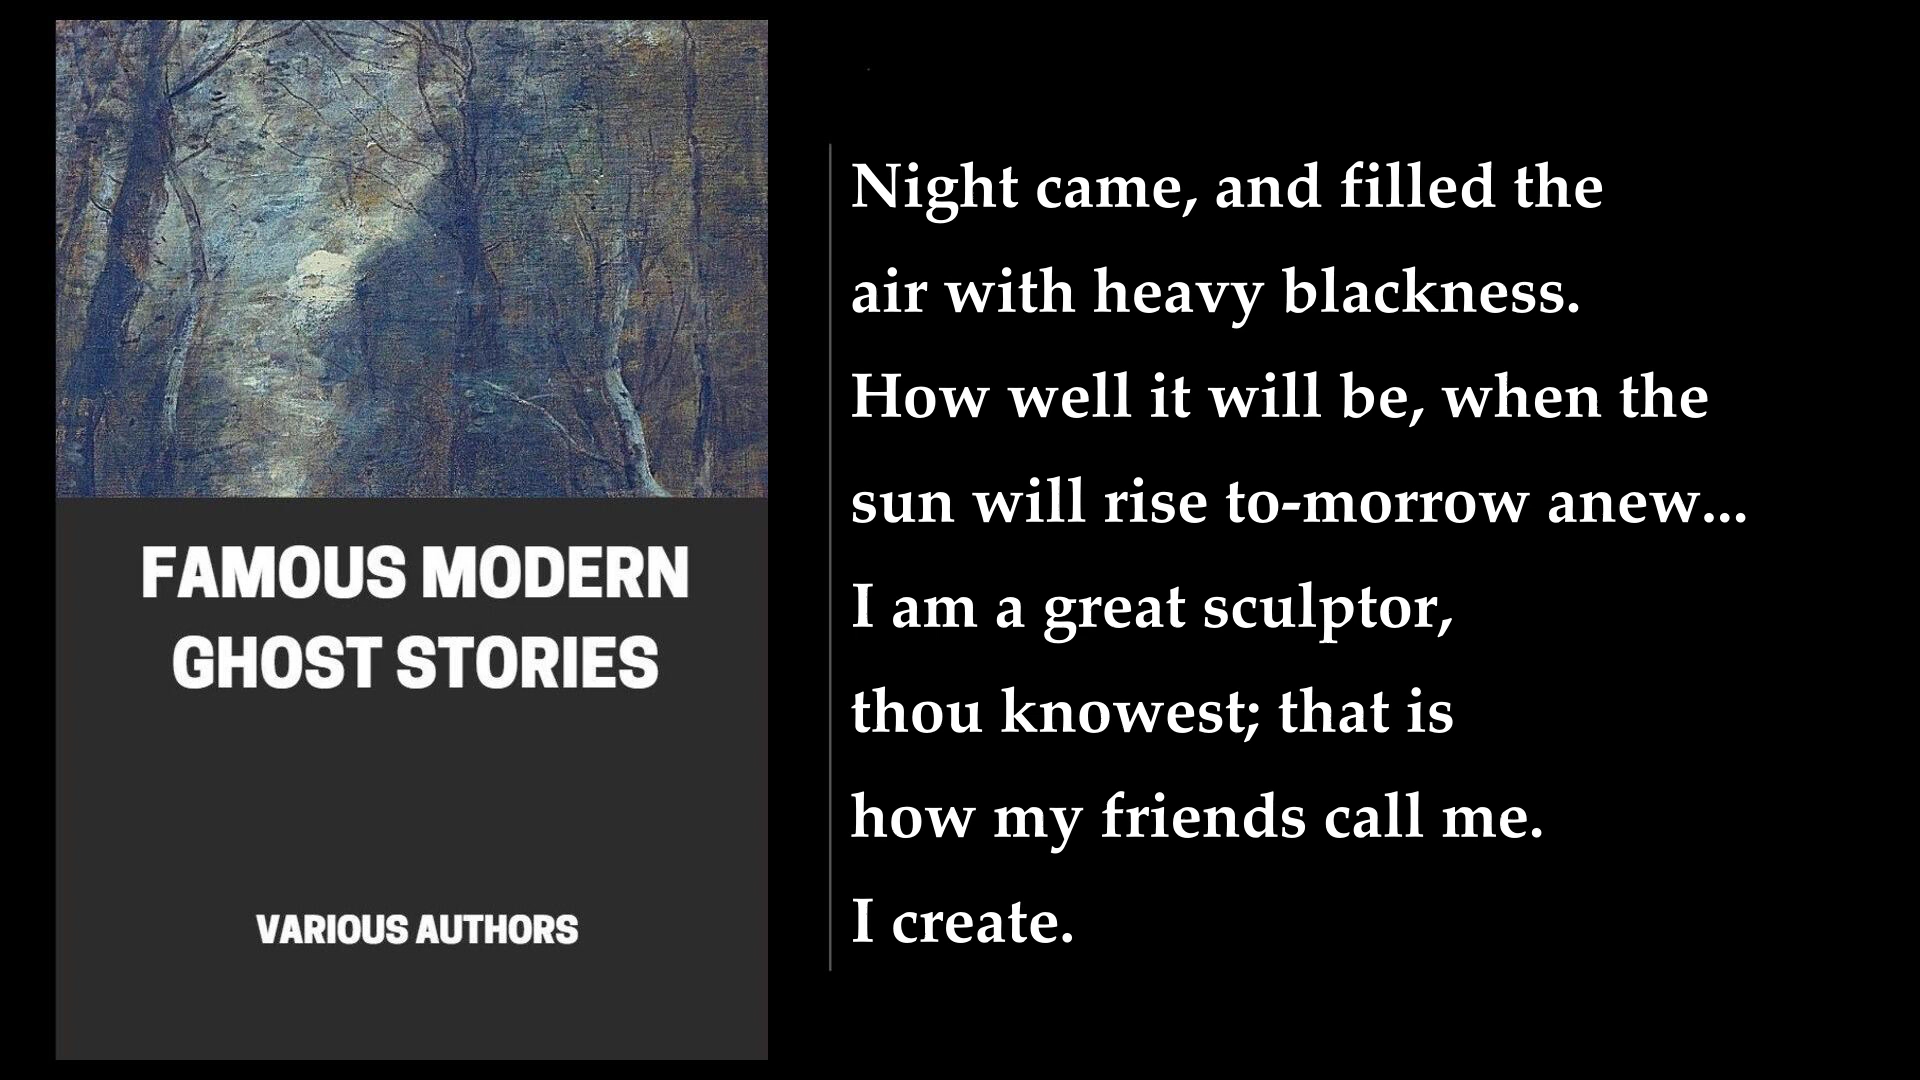 FAMOUS MODERN
GHOST STORIES
VARIOUS AUTHORS
Night came, and filled the
air with heavy blackness.
How well it will be, when the
sun will rise to-morrow anew...
I am a great sculptor,
thou knowest; that is
how my friends call me.
I create.